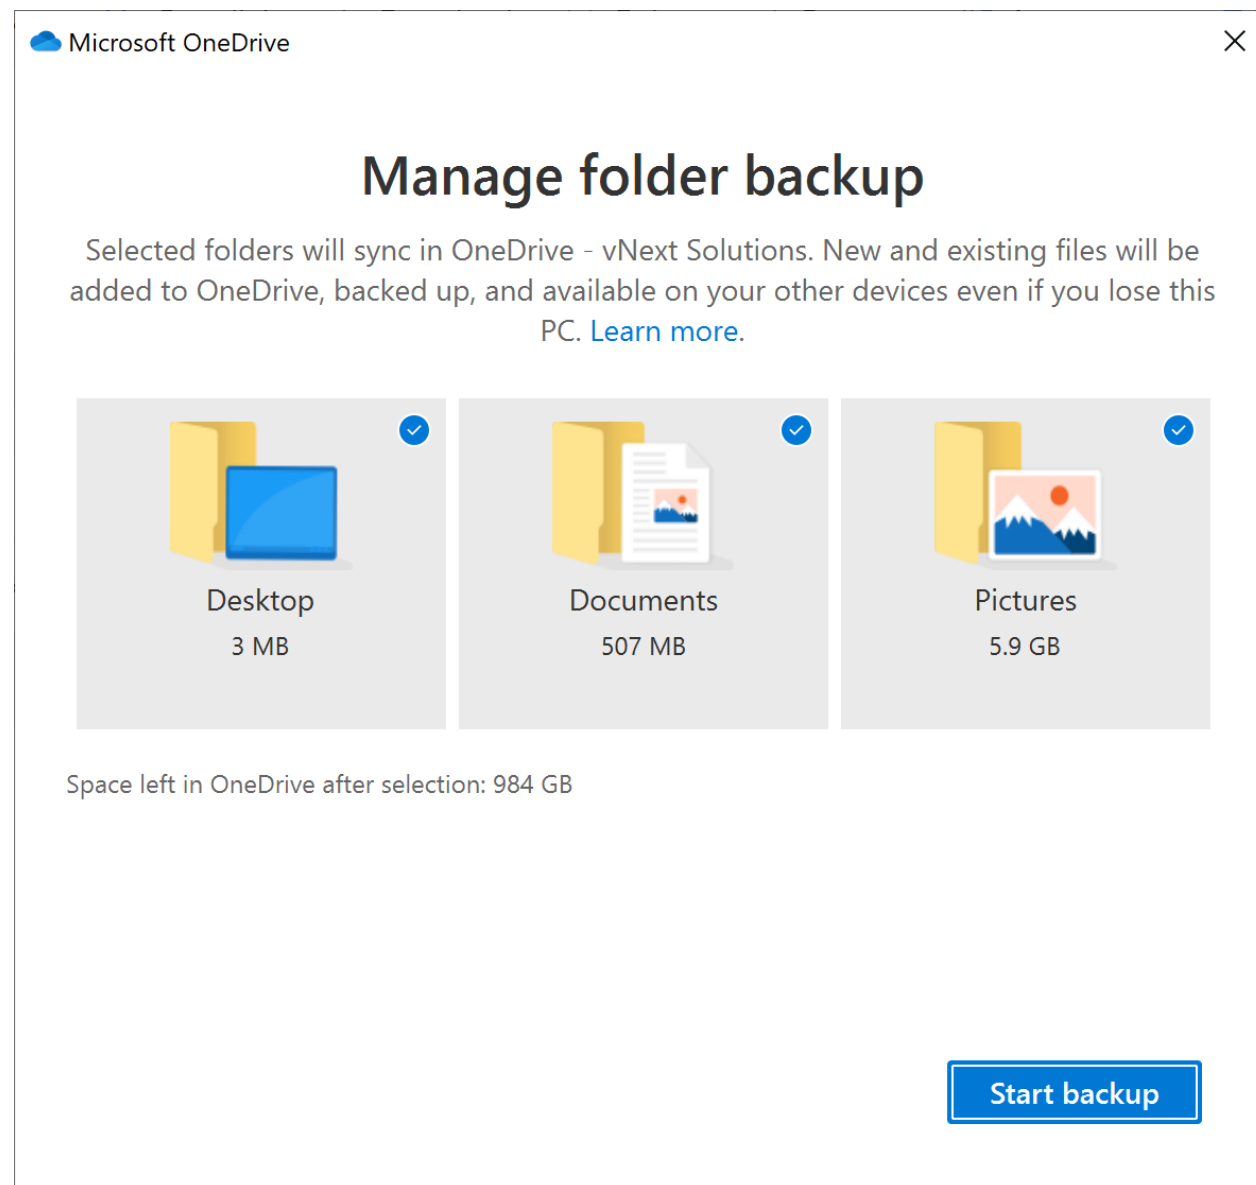 Microsoft OneDrive
Manage folder backup
Selected folders will sync in OneDrive - vNext Solutions. New and existing files will be
added to OneDrive, backed up, and available on your other devices even if you lose this
PC. Learn more.
Desktop
3 MB
Documents
507 MB
Pictures
5.9 GB
Space left in OneDrive after selection: 984 GB
Start backup